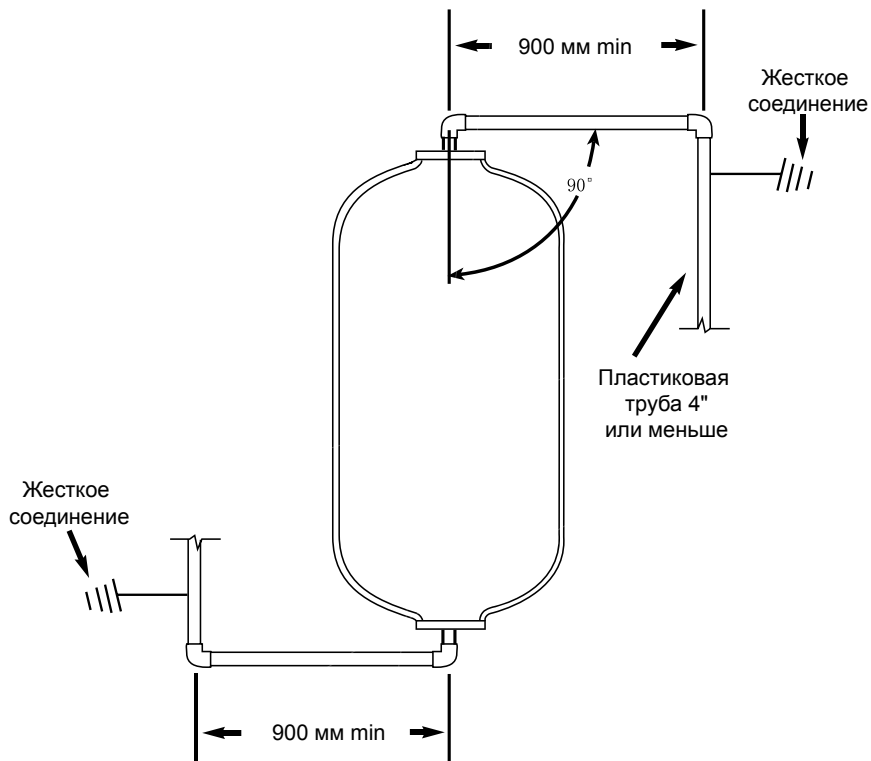 900 мм min
Жесткое
соединение
90°
Пластиковая
труба 4"
или меньше
Жесткое
соединение
900 мм min